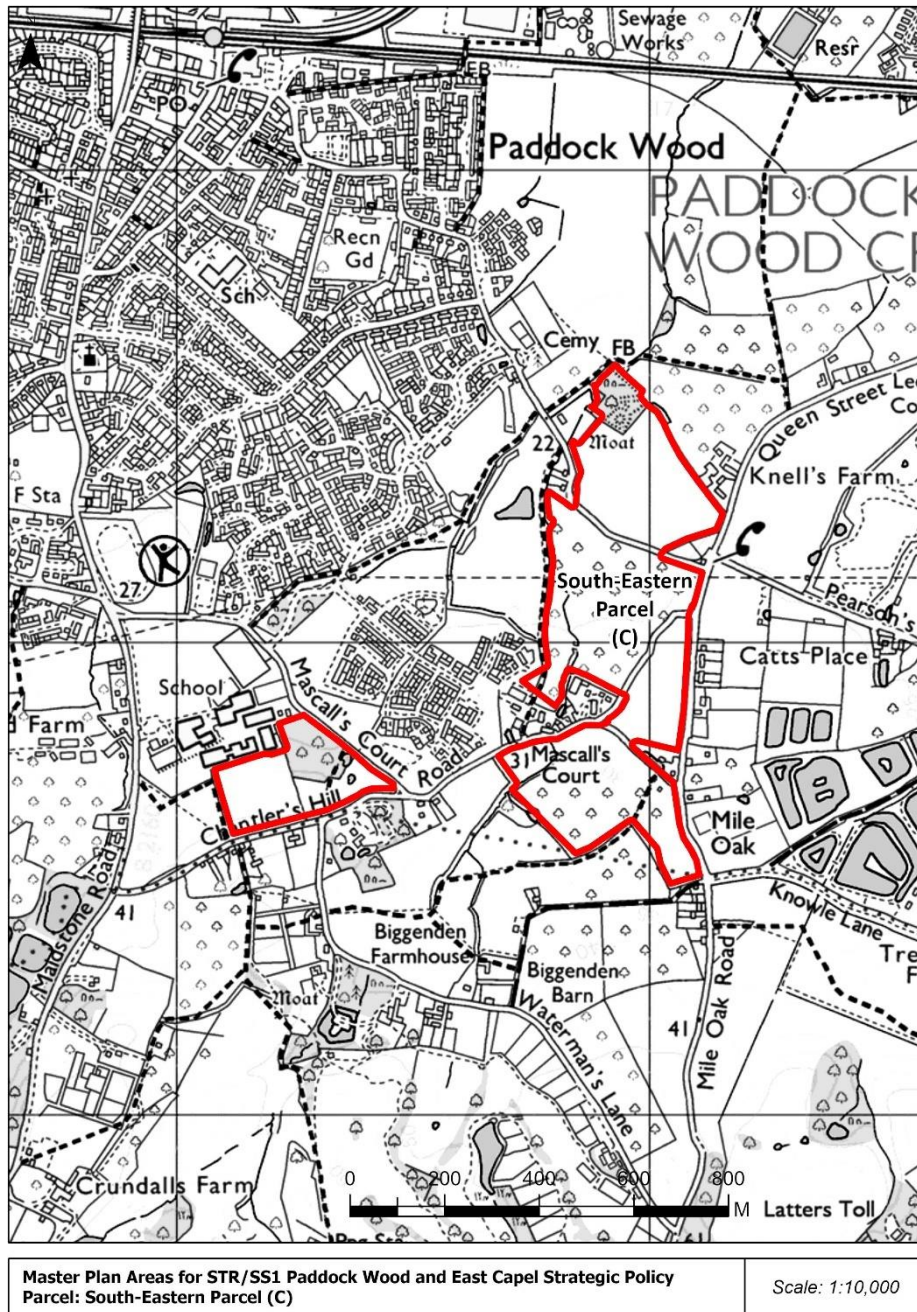 Sewage
Works
Resr
PO
Paddock Wood
PADDOCK
WOOD
Recn
Gd
Sch
Cemy
FB
Queen Street
22
Moat
Knell's Farm
F Sta
27
South-Eastern
Parcel
(C)
Pearson's
Catts Place
School
Mascall's
Court
Road
Farm
31
Mascall's
Court
Chantler's Hill
Mile
Oak
Maidstone Road
41
Knowle Lane
Biggenden
Farmhouse
Biggenden
Barn
Moat
Waterman's Lane
41
Mile Oak Road
Crundalls Farm
0 200 400 600 800
M
Latters Toll
Master Plan Areas for STR/SS1 Paddock Wood and East Capel Strategic Policy
Parcel: South-Eastern Parcel (C)
Scale: 1:10,000